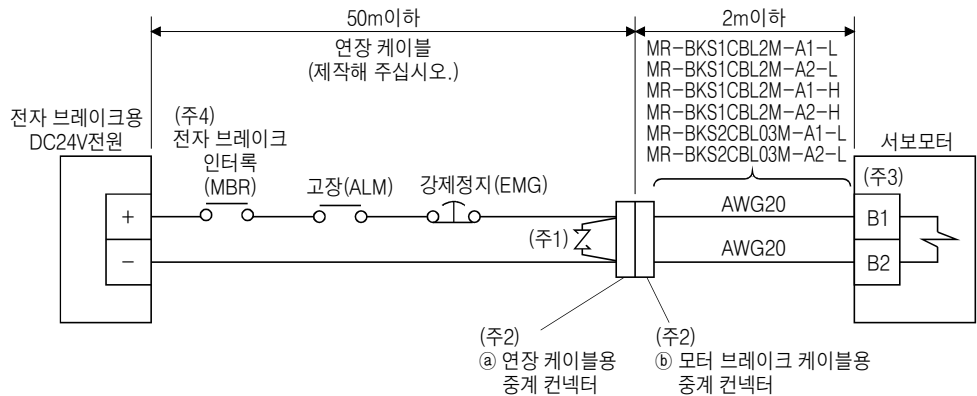 50m이하
2m이하
연장 케이블
(제작해 주십시오.)
MR-BKS1CBL2M-A1-L
MR-BKS1CBL2M-A2-L
MR-BKS1CBL2M-A1-H
MR-BKS1CBL2M-A2-H
MR-BKS2CBL03M-A1-L
MR-BKS2CBL03M-A2-L
전자 브레이크용
DC24V전원
(주4)
전자 브레이크
인터록
(MBR)
고장(ALM)
강제정지(EMG)
서보모터
(주3)
+
−
(주1)
AWG20
AWG20
B1
B2
(주2)
ⓐ 연장 케이블용
중계 컨넥터
(주2)
ⓑ 모터 브레이크 케이블용
중계 컨넥터